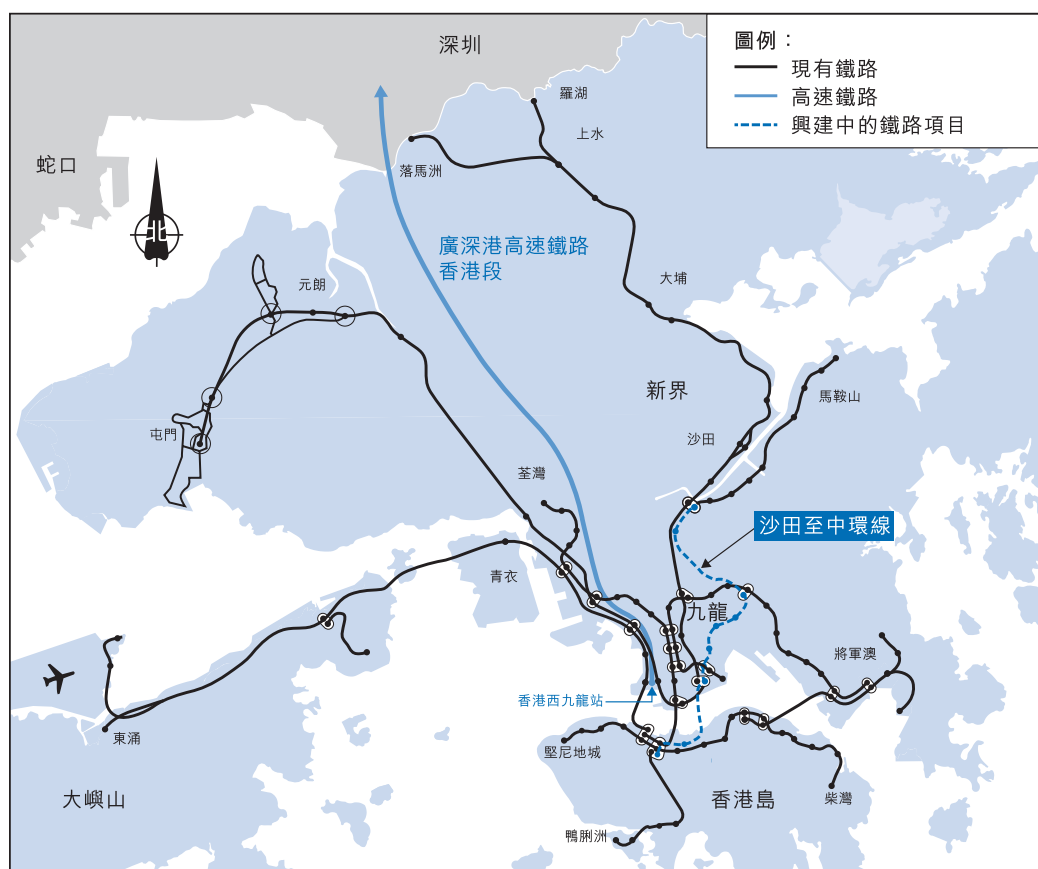 深圳
圖例：
現有鐵路
高速鐵路
興建中的鐵路項目
羅湖
上水
落馬洲
蛇口
北
廣深港高速鐵路
香港段
元朗
大埔
新界
馬鞍山
屯門
沙田
荃灣
沙田至中環線
青衣
九龍
將軍澳
香港西九龍站
東涌
堅尼地城
大嶼山
香港島
柴灣
鴨脷洲